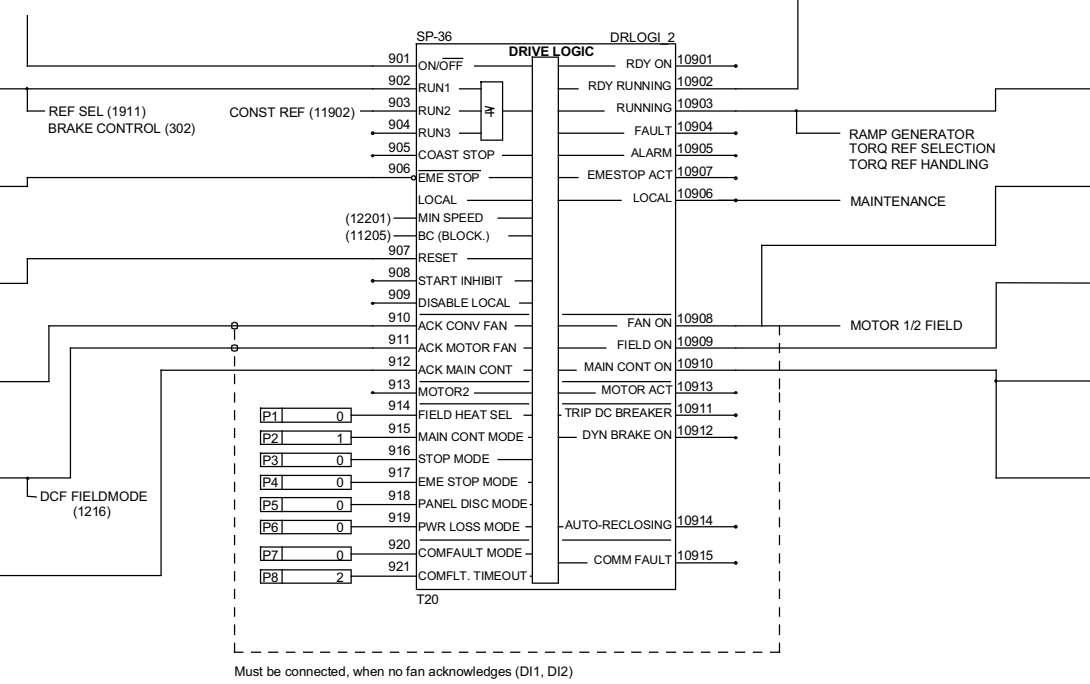 SP-36 DRLOGI_2
DRIVE LOGIC
901 ON/OFF RDY ON 10901
902 RUN1 RDY RUNNING 10902
REF SEL (1911) CONST REF (11902) 903 RUN2 & RUNNING 10903
BRAKE CONTROL (302)
904 RUN3 FAULT 10904 RAMP GENERATOR
905 COAST STOP ALARM 10905 TORQ REF SELECTION
TORQ REF HANDLING
906 EME STOP EMESTOP ACT 10907
LOCAL LOCAL 10906 MAINTENANCE
(12201) MIN SPEED
(11205) BC (BLOCK.)
907 RESET
908 START INHIBIT
909 DISABLE LOCAL
910 ACK CONV FAN FAN ON 10908 MOTOR 1/2 FIELD
911 ACK MOTOR FAN FIELD ON 10909
912 ACK MAIN CONT MAIN CONT ON 10910
913 MOTOR2 MOTOR ACT 10913
P1 0 914 FIELD HEAT SEL TRIP DC BREAKER 10911
P2 1 915 MAIN CONT MODE DYN BRAKE ON 10912
P3 0 916 STOP MODE
P4 0 917 EME STOP MODE
DCF FIELDMODE
(1216)
P5 0 918 PANEL DISC MODE
P6 0 919 PWR LOSS MODE AUTO-RECLOSING 10914
P7 0 920 COMFAULT MODE COMM FAULT 10915
P8 2 921 COMFLT. TIMEOUT
T20
Must be connected, when no fan acknowledges (DI1, DI2)